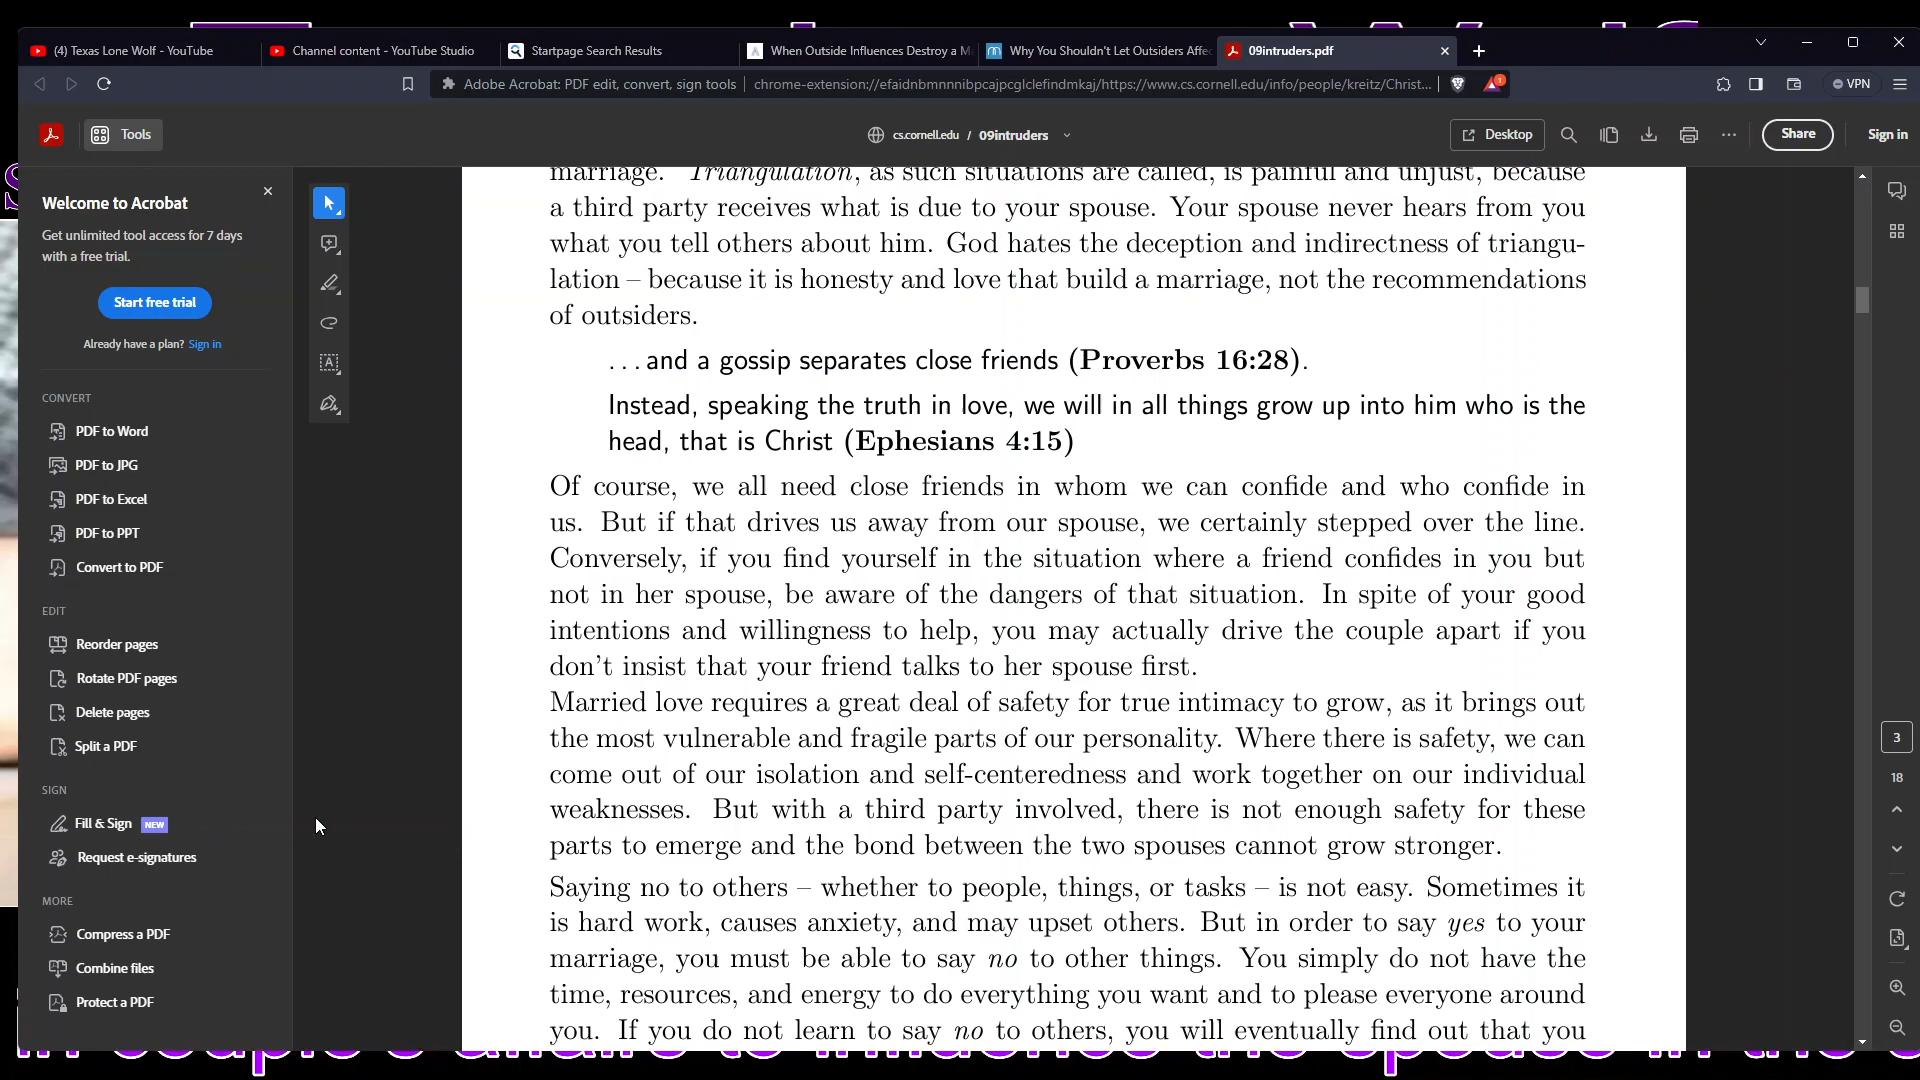 (4) Texas Lone Wolf - YouTube
Channel content - YouTube Studio
Startpage Search Results
When Outside Influences Destroy a M
Why You Shouldn't Let Outsiders Affec
09intruders.pdf
Adobe Acrobat: PDF edit, convert, sign tools
chrome-extension://efaidnbmnnnibpcajpcglclefindmkaj/https://www.cs.cornell.edu/info/people/kreitz/Christ...
1
VPN
Tools
cs.cornell.edu / 09intruders
Desktop
Share
Sign in
Welcome to Acrobat
Get unlimited tool access for 7 days
with a free trial.
Start free trial
Already have a plan? Sign in
CONVERT
PDF to Word
PDF to JPG
PDF to Excel
PDF to PPT
Convert to PDF
EDIT
Reorder pages
Rotate PDF pages
Delete pages
Split a PDF
SIGN
Fill & Sign NEW
Request e-signatures
MORE
Compress a PDF
Combine files
Protect a PDF
marriage. Triangulation, as such situations are called, is painful and unjust, because
a third party receives what is due to your spouse. Your spouse never hears from you
what you tell others about him. God hates the deception and indirectness of triangu-
lation – because it is honesty and love that build a marriage, not the recommendations
of outsiders.
. . . and a gossip separates close friends (Proverbs 16:28).
Instead, speaking the truth in love, we will in all things grow up into him who is the
head, that is Christ (Ephesians 4:15)
Of course, we all need close friends in whom we can confide and who confide in
us. But if that drives us away from our spouse, we certainly stepped over the line.
Conversely, if you find yourself in the situation where a friend confides in you but
not in her spouse, be aware of the dangers of that situation. In spite of your good
intentions and willingness to help, you may actually drive the couple apart if you
don't insist that your friend talks to her spouse first.
Married love requires a great deal of safety for true intimacy to grow, as it brings out
the most vulnerable and fragile parts of our personality. Where there is safety, we can
come out of our isolation and self-centeredness and work together on our individual
weaknesses. But with a third party involved, there is not enough safety for these
parts to emerge and the bond between the two spouses cannot grow stronger.
Saying no to others – whether to people, things, or tasks – is not easy. Sometimes it
is hard work, causes anxiety, and may upset others. But in order to say yes to your
marriage, you must be able to say no to other things. You simply do not have the
time, resources, and energy to do everything you want and to please everyone around
you. If you do not learn to say no to others, you will eventually find out that you
3
18